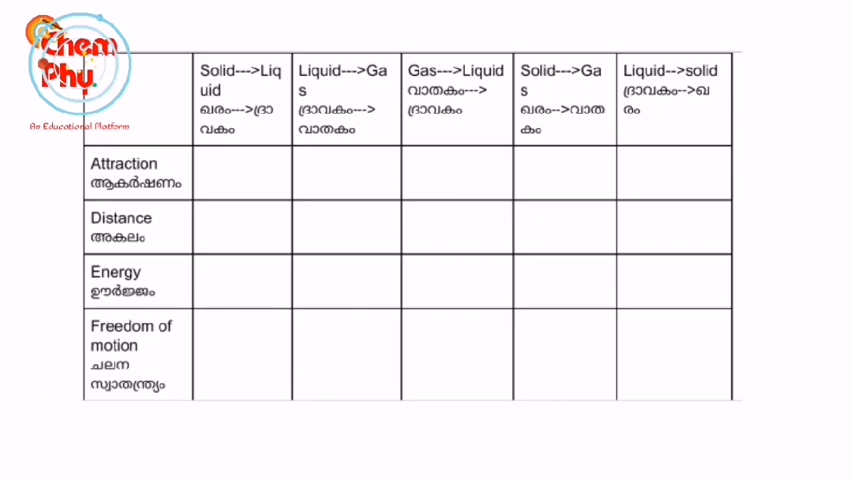 Chem
Phy.
An Educational Platform
Solid--->Liq
uid
ഖരം--->ദ്രാ
വകം
Liquid--->Ga
s
ദ്രാവകം--->
വാതകം
Gas--->Liquid
വാതകം--->
ദ്രാവകം
Solid--->Ga
s
ഖരം-->വാത
കം
Liquid-->solid
ദ്രാവകം-->ഖ
രം
Attraction
ആകർഷണം
Distance
അകലം
Energy
ഊർജ്ജം
Freedom of
motion
ചലന
സ്വാതന്ത്ര്യം